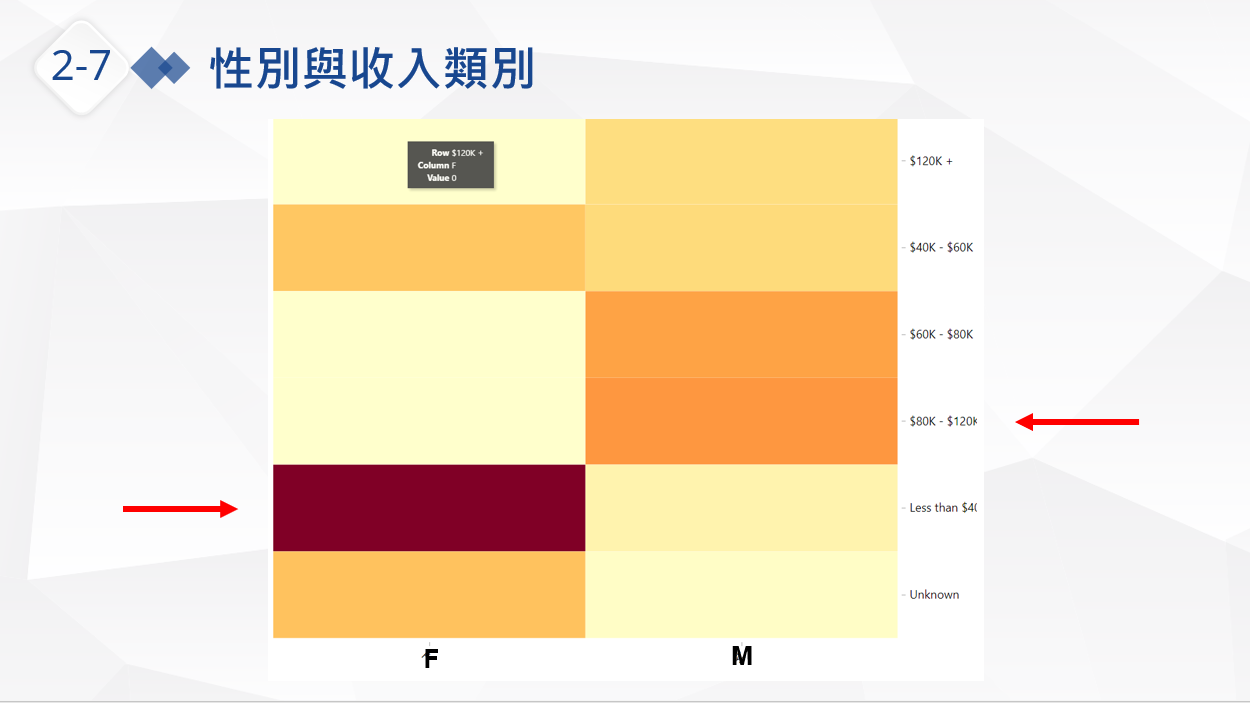 2-7
性別與收入類別
Row $120K +
Column F
Value 0
$120K +
$40K - $60K
$60K - $80K
$80K - $120K
Less than $40
Unknown
F
M